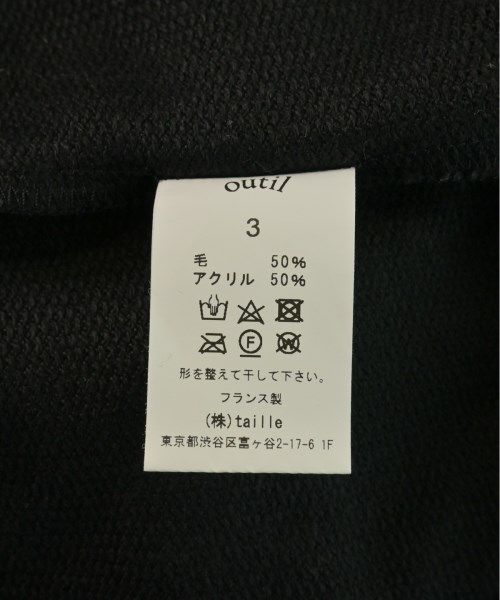 outil
3
毛 50%
アクリル 50%
F
W
形を整えて干して下さい。
フランス製
(株)taille
東京都渋谷区富ヶ谷2-17-6 1F